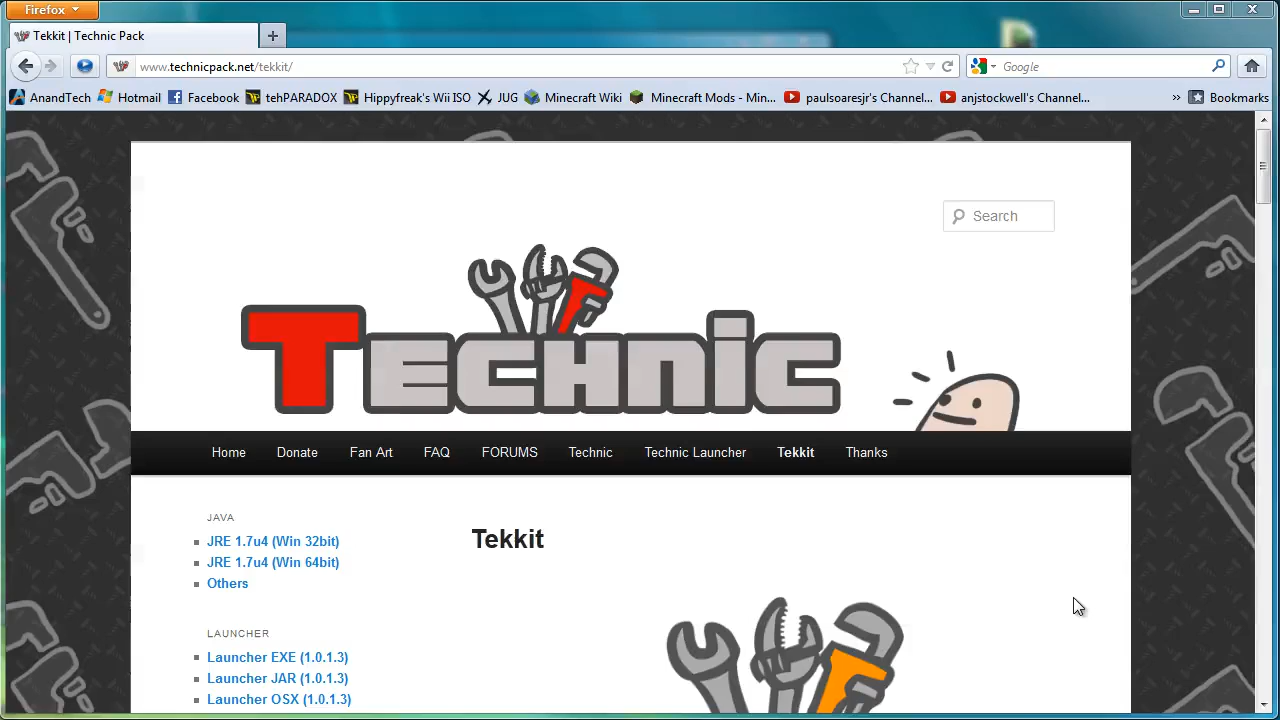 Firefox
Tekkit | Technic Pack
www.technicpack.net/tekkit/
Google
AnandTech
Hotmail
Facebook
tehPARADOX
Hippyfreak's Wii ISO
JUG
Minecraft Wiki
Minecraft Mods - Min...
paulsoaresjr's Channel...
anjstockwell's Channel...
»
Bookmarks
Search
TECHNiC
Home
Donate
Fan Art
FAQ
FORUMS
Technic
Technic Launcher
Tekkit
Thanks
JAVA
JRE 1.7u4 (Win 32bit)
JRE 1.7u4 (Win 64bit)
Others
LAUNCHER
Launcher EXE (1.0.1.3)
Launcher JAR (1.0.1.3)
Launcher OSX (1.0.1.3)
Tekkit